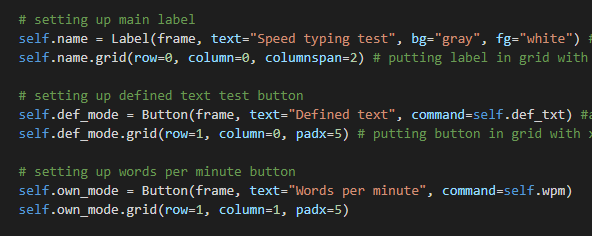 # setting up main label
self.name = Label(frame, text="Speed typing test", bg="gray", fg="white") #
self.name.grid(row=0, column=0, columnspan=2) # putting label in grid with
# setting up defined text test button
self.def_mode = Button(frame, text="Defined text", command=self.def_txt) #a
self.def_mode.grid(row=1, column=0, padx=5) # putting button in grid with x
# setting up words per minute button
self.own_mode = Button(frame, text="Words per minute", command=self.wpm)
self.own_mode.grid(row=1, column=1, padx=5)